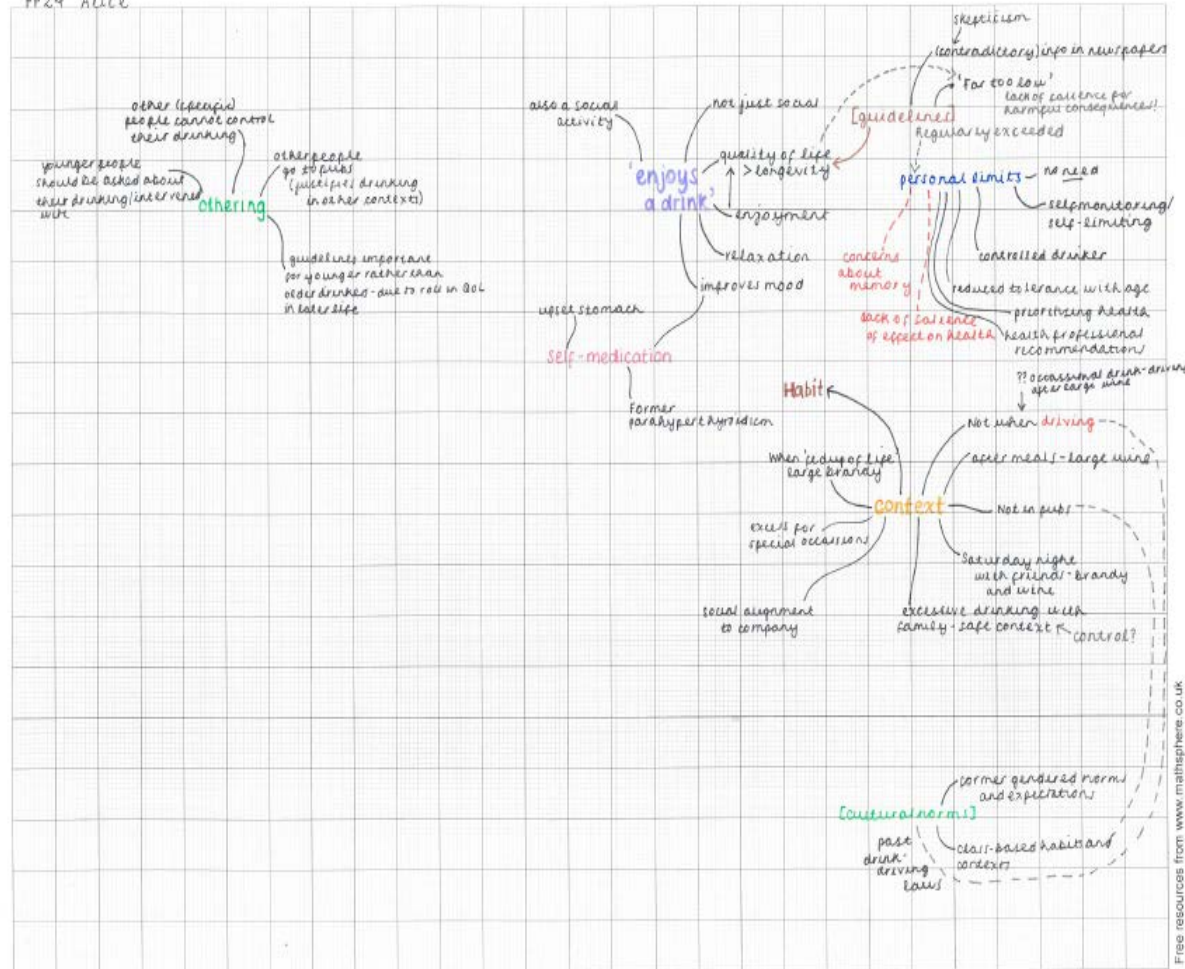 Alice
other (specific)
people cannot control
their drinking
younger people
should be asked about
their drinking/intervened
with
other people
go to pubs
(justifies drinking
in other contexts)
othering
guidelines important
for younger rather than
older drinkers - due to role in QoL
in later life
also a social
activity
not just social
'enjoys
a drink'
quality of life
> longevity
enjoyment
relaxation
improves mood
upset stomach
self-medication
Former
parahyperthyroidism
skepticism
(contradictory) info in newspapers
'Far too low'
lack of salience for
harmful consequences!
[guidelines]
Regularly exceeded
personal limits
no need
self monitoring/
self-limiting
controlled drinker
concerns
about
memory
reduced tolerance with age
prioritising health
lack of salience
of effect on health
health professional
recommendations
?? occassional drink-driving
after large wine
Habit
Not when driving
When 'fed up of life'
large brandy
after meals - large wine
context
Not in pubs
excess for
special occassions
Saturday night
with friends - brandy
and wine
social alignment
to company
excessive drinking with
family - safe context
control?
former gendered norms
and expectations
[cultural norms]
past
drink-
driving
laws
class-based habits and
contexts
Free resources from www.mathsphere.co.uk